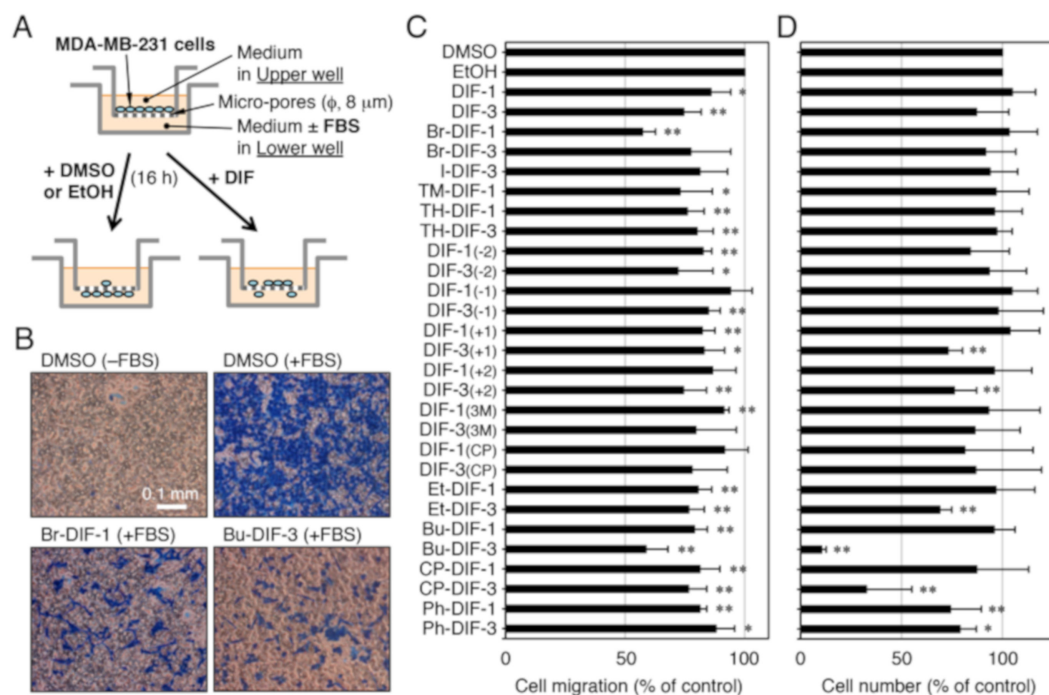 A
MDA-MB-231 cells
Medium
in Upper well
Micro-pores (ϕ, 8 μm)
Medium ± FBS
in Lower well
+ DMSO
or EtOH
(16 h)
+ DIF
B
DMSO (–FBS)
DMSO (+FBS)
0.1 mm
Br-DIF-1 (+FBS)
Bu-DIF-3 (+FBS)
C
DMSO
EtOH
DIF-1 *
DIF-3 **
Br-DIF-1 **
Br-DIF-3
I-DIF-3
TM-DIF-1 *
TH-DIF-1 **
TH-DIF-3 **
DIF-1(-2) **
DIF-3(-2) *
DIF-1(-1)
DIF-3(-1) **
DIF-1(+1) **
DIF-3(+1) *
DIF-1(+2)
DIF-3(+2) **
DIF-1(3M) **
DIF-3(3M)
DIF-1(CP)
DIF-3(CP)
Et-DIF-1 **
Et-DIF-3 **
Bu-DIF-1 **
Bu-DIF-3 **
CP-DIF-1 **
CP-DIF-3 **
Ph-DIF-1 **
Ph-DIF-3 *
0 50 100
Cell migration (% of control)
D
**
**
**
**
**
**
*
0 50 100
Cell number (% of control)